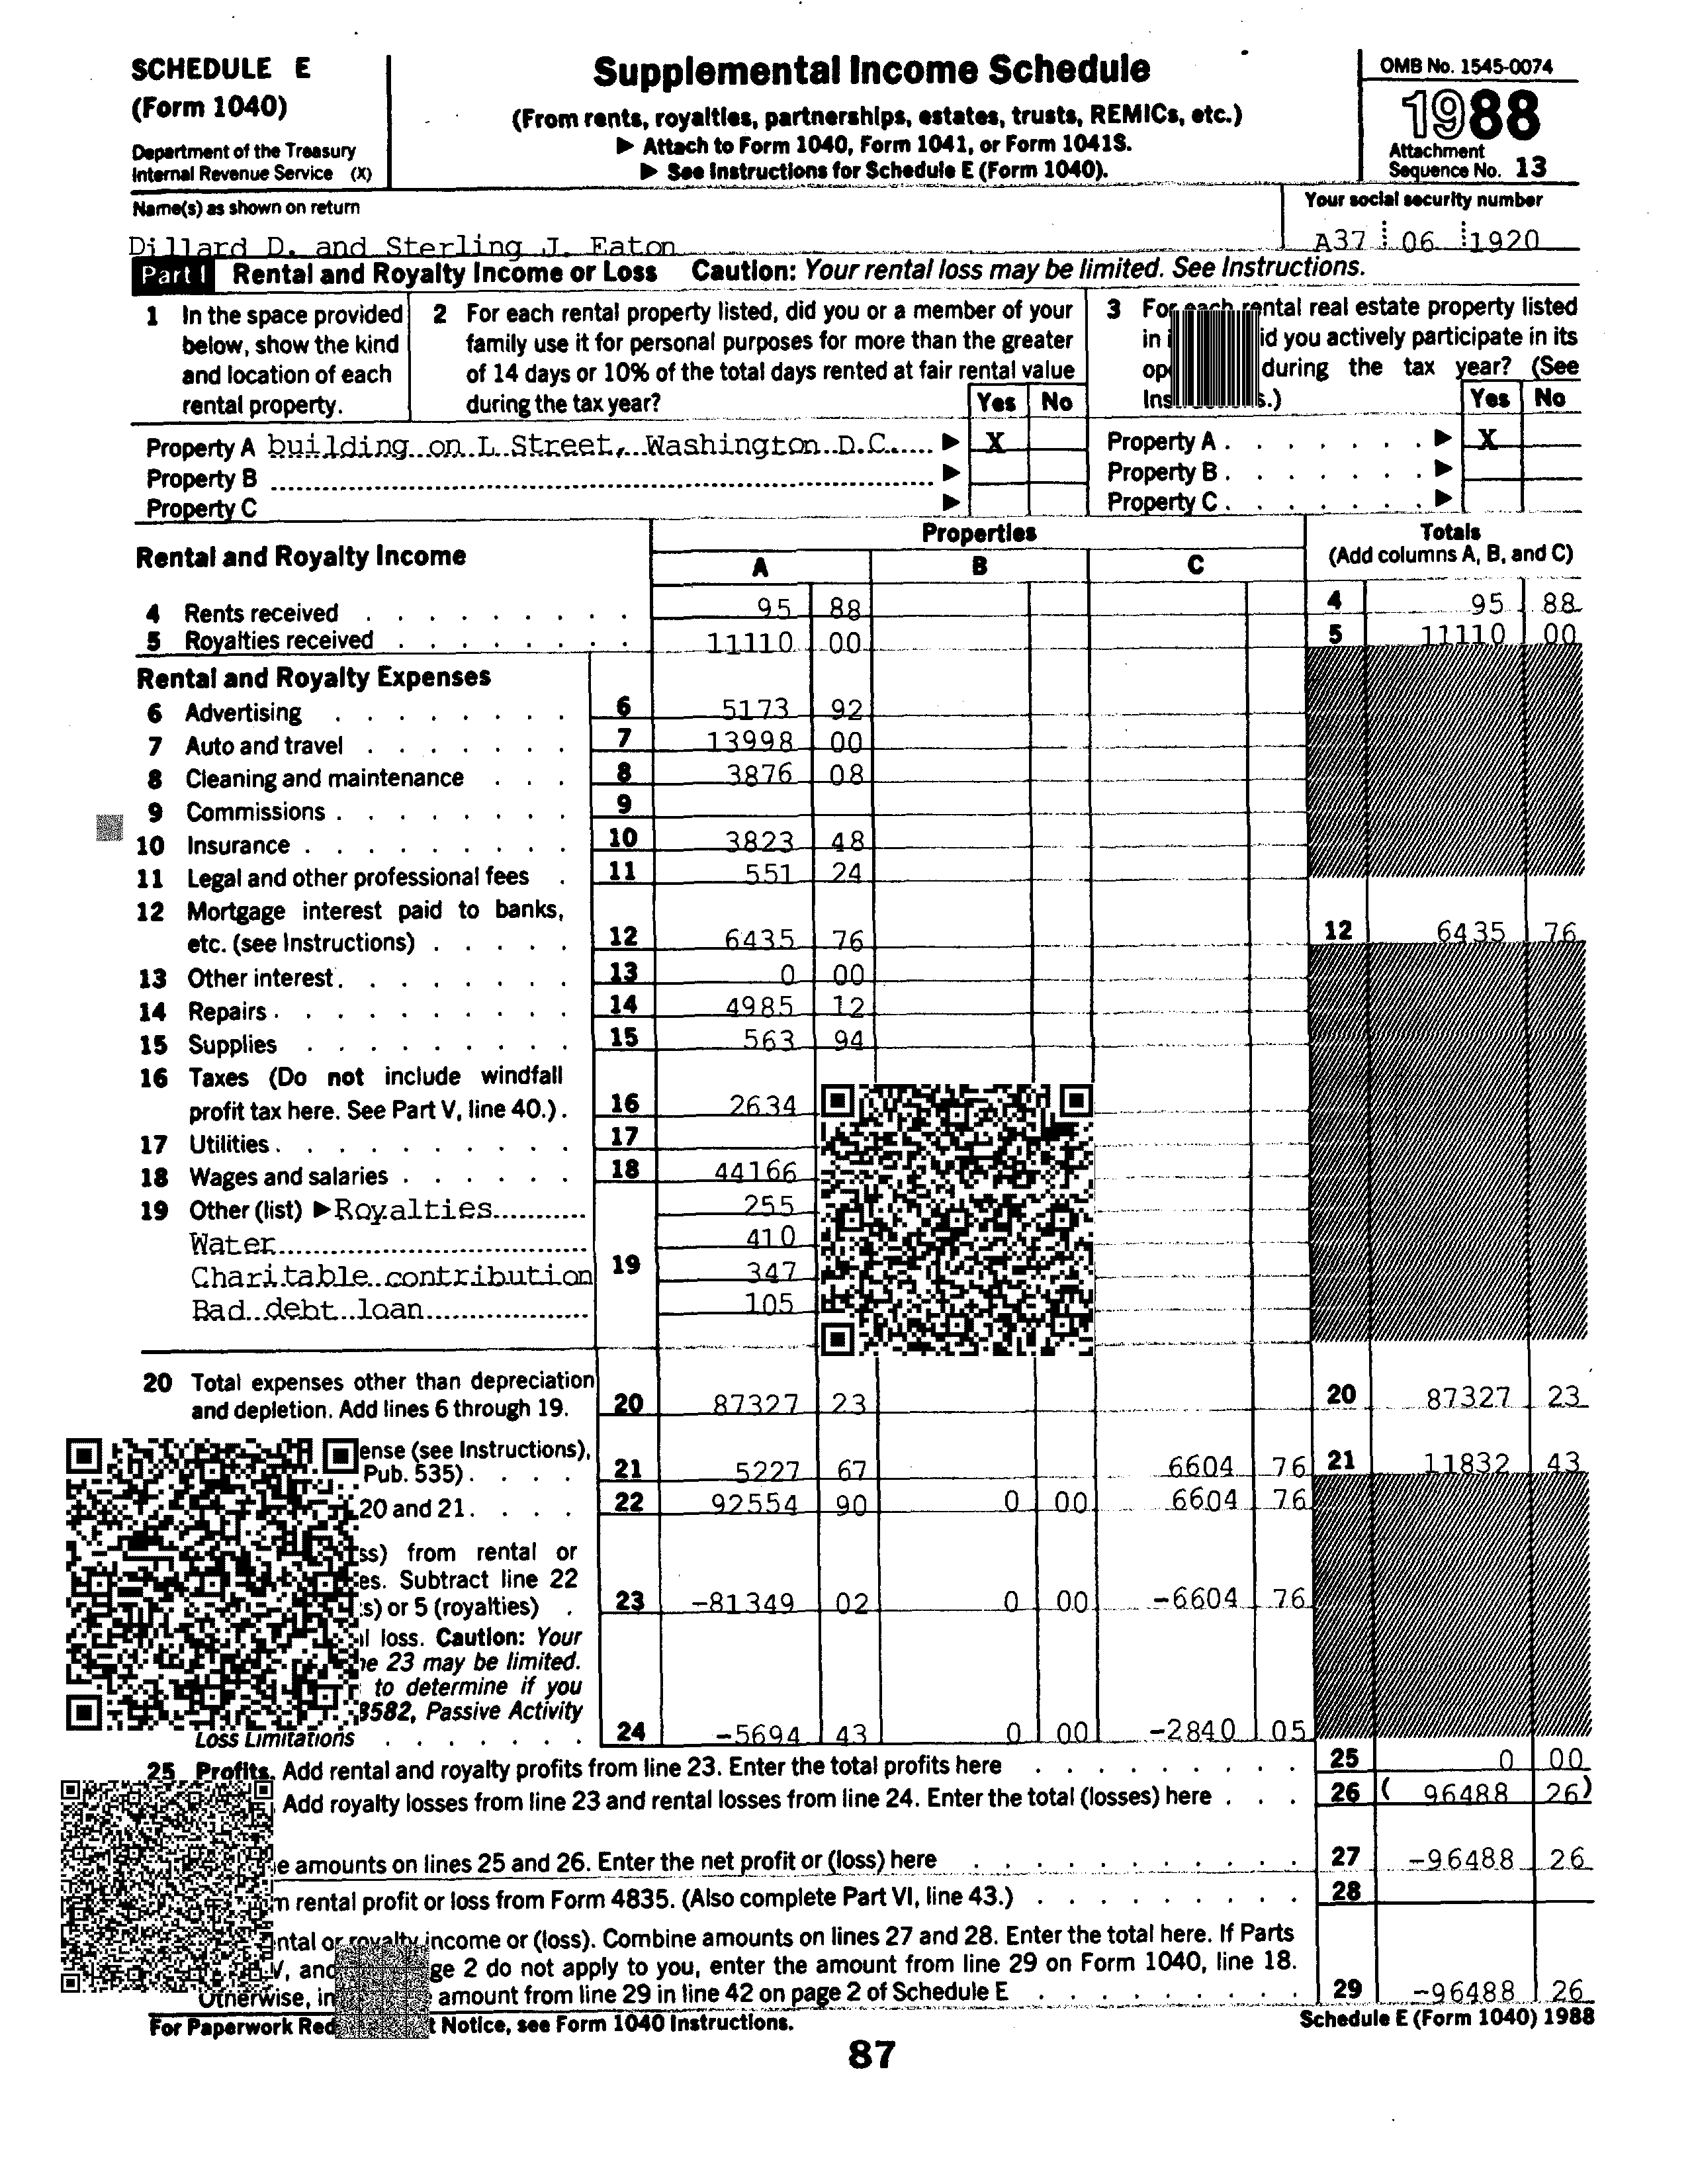 SCHEDULE E
(Form 1040)
Department of the Treasury
Internal Revenue Service (X)
Supplemental Income Schedule
(From rents, royalties, partnerships, estates, trusts, REMICs, etc.)
▶ Attach to Form 1040, Form 1041, or Form 1041S.
▶ See Instructions for Schedule E (Form 1040).
OMB No. 1545-0074
1988
Attachment
Sequence No. 13
Name(s) as shown on return
Your social security number
Dillard D. and Sterling J. Eaton
A37 06 1920
Part I Rental and Royalty Income or Loss Caution: Your rental loss may be limited. See Instructions.
1 In the space provided
below, show the kind
and location of each
rental property.
2 For each rental property listed, did you or a member of your
family use it for personal purposes for more than the greater
of 14 days or 10% of the total days rented at fair rental value
during the tax year?
Yes No
3 For each rental real estate property listed
in id you actively participate in its
during the tax year? (See
Yes No
Property A building on L Street, Washington D.C. ▶ X
Property B ▶
Property C ▶
Property A ▶ X
Property B ▶
Property C ▶
Rental and Royalty Income
Properties
A B C
Totals
(Add columns A, B, and C)
4 Rents received 95 88 4 95 88
5 Royalties received 11110 00 5 11110 00
Rental and Royalty Expenses
6 Advertising 6 5173 92
7 Auto and travel 7 13998 00
8 Cleaning and maintenance 8 3876 08
9 Commissions 9
10 Insurance 10 3823 48
11 Legal and other professional fees 11 551 24
12 Mortgage interest paid to banks,
etc. (see Instructions) 12 6435 76 12 6435 76
13 Other interest 13 0 00
14 Repairs 14 4985 12
15 Supplies 15 563 94
16 Taxes (Do not include windfall
profit tax here. See Part V, line 40.) 16 2634
17 Utilities 17
18 Wages and salaries 18 44166
19 Other (list) ▶ Royalties 255
Water 410
Charitable contribution 19 347
Bad debt loan 105
20 Total expenses other than depreciation
and depletion. Add lines 6 through 19. 20 87327 23 20 87327 23
ense (see Instructions),
Pub. 535) 21 5227 67 6604 76 21 11832 43
20 and 21 22 92554 90 0 00 6604 76
ss) from rental or
es. Subtract line 22
s) or 5 (royalties) 23 -81349 02 0 00 -6604 76
l loss. Caution: Your
ne 23 may be limited.
to determine if you
8582, Passive Activity
Loss Limitations 24 -5694 43 0 00 -2840 05
25 Profits. Add rental and royalty profits from line 23. Enter the total profits here 25 0 00
Add royalty losses from line 23 and rental losses from line 24. Enter the total (losses) here 26 ( 96488 26)
e amounts on lines 25 and 26. Enter the net profit or (loss) here 27 -96488 26
m rental profit or loss from Form 4835. (Also complete Part VI, line 43.) 28
ental or royalty income or (loss). Combine amounts on lines 27 and 28. Enter the total here. If Parts
V, and ge 2 do not apply to you, enter the amount from line 29 on Form 1040, line 18.
Otherwise, in amount from line 29 in line 42 on page 2 of Schedule E 29 -96488 26
For Paperwork Red t Notice, see Form 1040 Instructions.
Schedule E (Form 1040) 1988
87